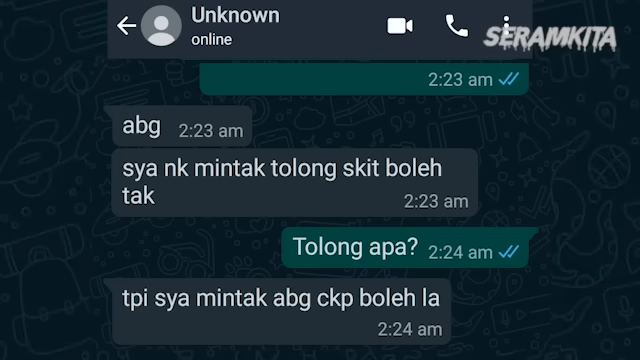 Unknown
online
SERAMKITA
2:23 am
abg 2:23 am
sya nk mintak tolong skit boleh
tak
2:23 am
Tolong apa? 2:24 am
tpi sya mintak abg ckp boleh la
2:24 am